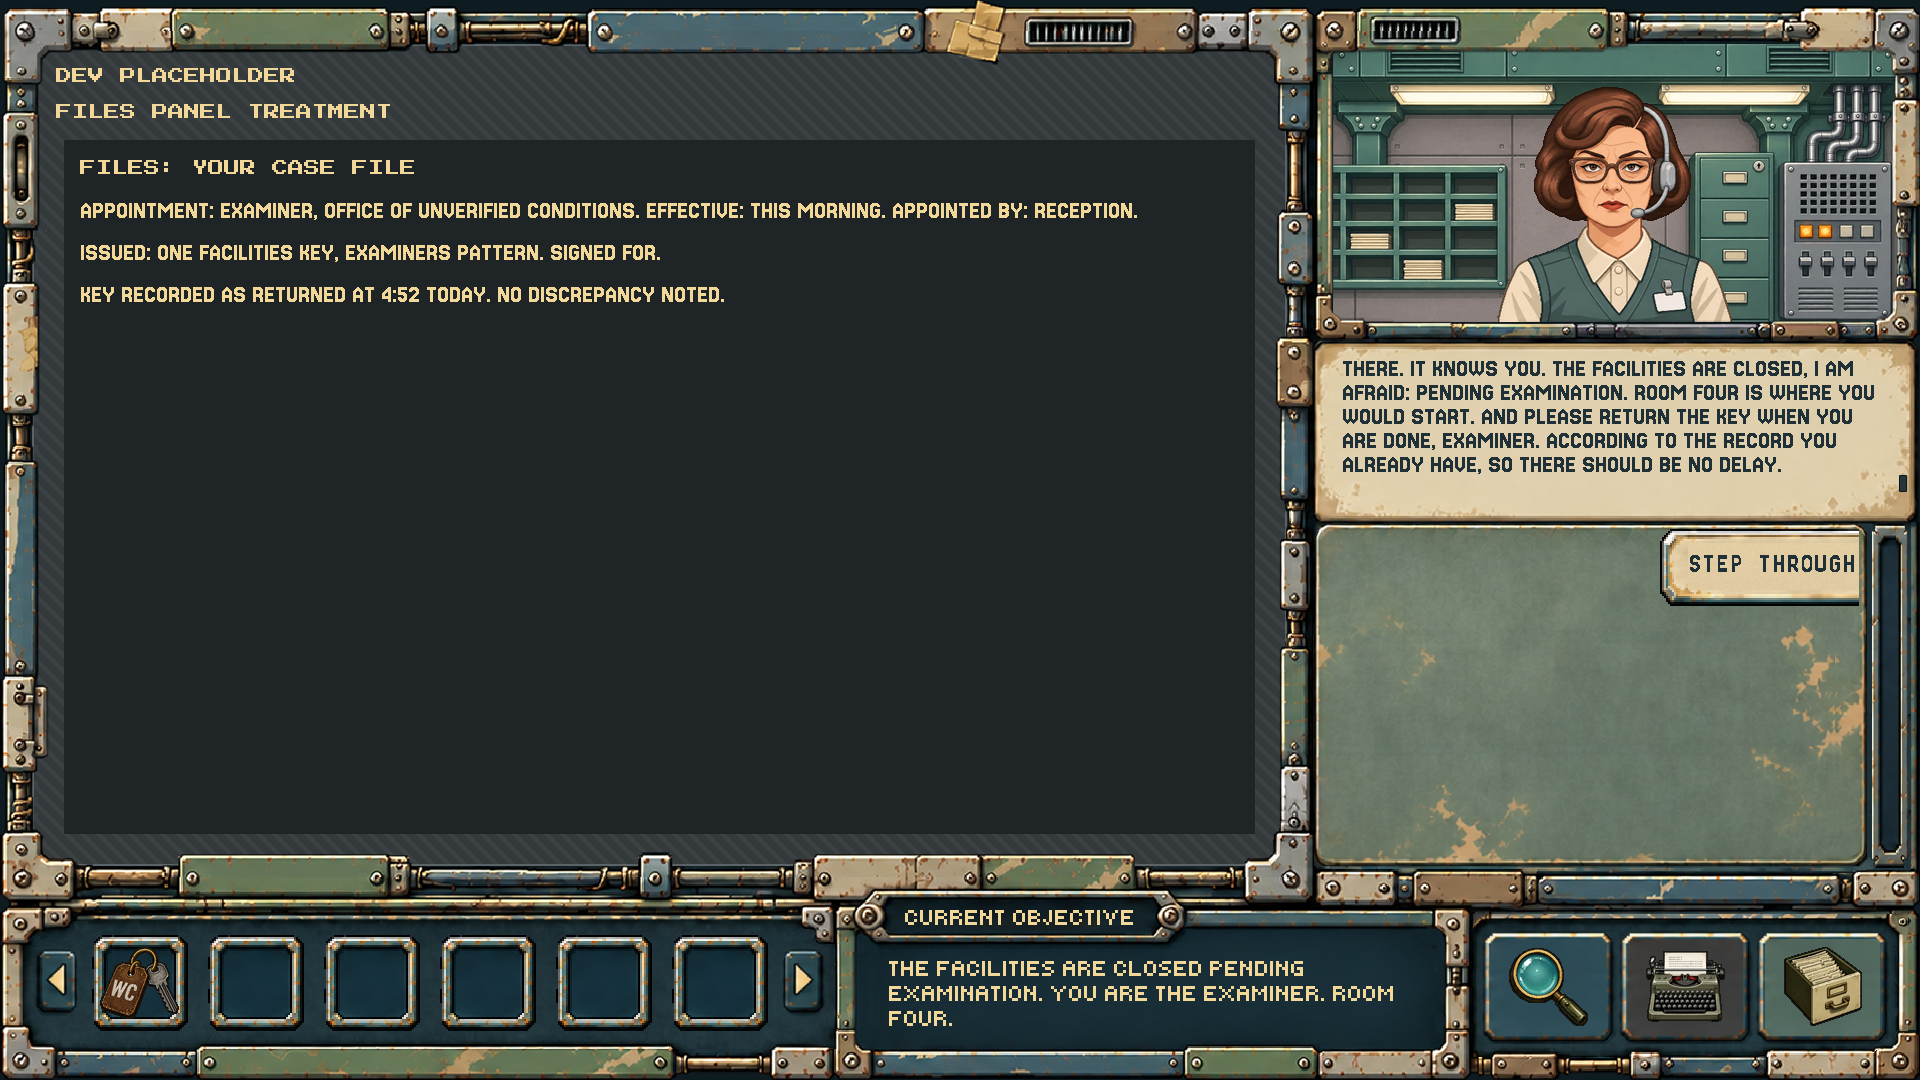 DEV PLACEHOLDER
FILES PANEL TREATMENT
FILES: YOUR CASE FILE
APPOINTMENT: EXAMINER, OFFICE OF UNVERIFIED CONDITIONS. EFFECTIVE: THIS MORNING. APPOINTED BY: RECEPTION.
ISSUED: ONE FACILITIES KEY, EXAMINERS PATTERN. SIGNED FOR.
KEY RECORDED AS RETURNED AT 4:52 TODAY. NO DISCREPANCY NOTED.
THERE. IT KNOWS YOU. THE FACILITIES ARE CLOSED, I AM
AFRAID: PENDING EXAMINATION. ROOM FOUR IS WHERE YOU
WOULD START. AND PLEASE RETURN THE KEY WHEN YOU
ARE DONE, EXAMINER. ACCORDING TO THE RECORD YOU
ALREADY HAVE, SO THERE SHOULD BE NO DELAY.
STEP THROUGH
WC
CURRENT OBJECTIVE
THE FACILITIES ARE CLOSED PENDING
EXAMINATION. YOU ARE THE EXAMINER. ROOM
FOUR.